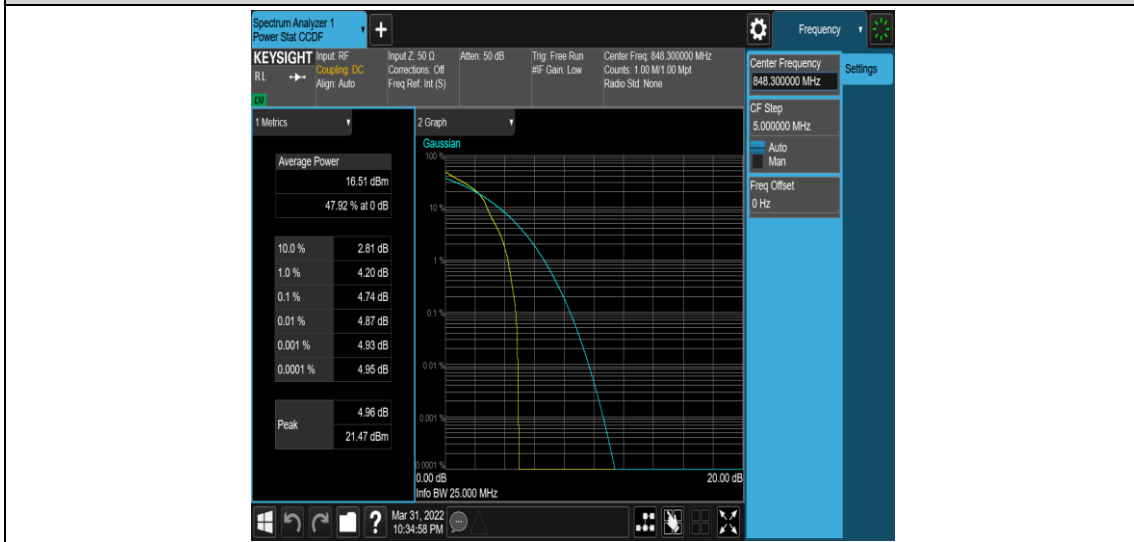 Spectrum Analyzer 1
Power Stat CCDF
+
Frequency
KEYSIGHT
RL
LXI
Input: RF
Coupling: DC
Align: Auto
Input Z: 50 Ω
Corrections: Off
Freq Ref: Int (S)
Atten: 50 dB
Trig: Free Run
#IF Gain: Low
Center Freq: 848.300000 MHz
Counts: 1.00 M/1.00 Mpt
Radio Std: None
Center Frequency
848.300000 MHz
Settings
CF Step
5.000000 MHz
Auto
Man
Freq Offset
0 Hz
1 Metrics
Average Power
16.51 dBm
47.92 % at 0 dB
10.0 % 2.81 dB
1.0 % 4.20 dB
0.1 % 4.74 dB
0.01 % 4.87 dB
0.001 % 4.93 dB
0.0001 % 4.95 dB
Peak
4.96 dB
21.47 dBm
2 Graph
Gaussian
100 %
10 %
1 %
0.1 %
0.01 %
0.001 %
0.0001 %
0.00 dB 20.00 dB
Info BW 25.000 MHz
?
Mar 31, 2022
10:34:58 PM